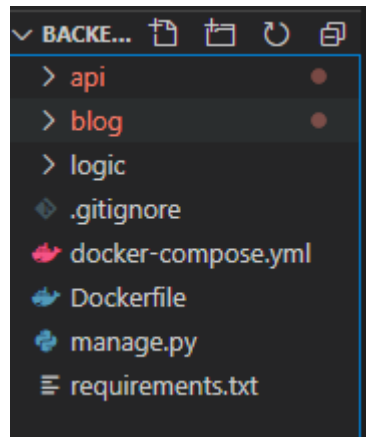 BACKE...
api
blog
logic
.gitignore
docker-compose.yml
Dockerfile
manage.py
requirements.txt